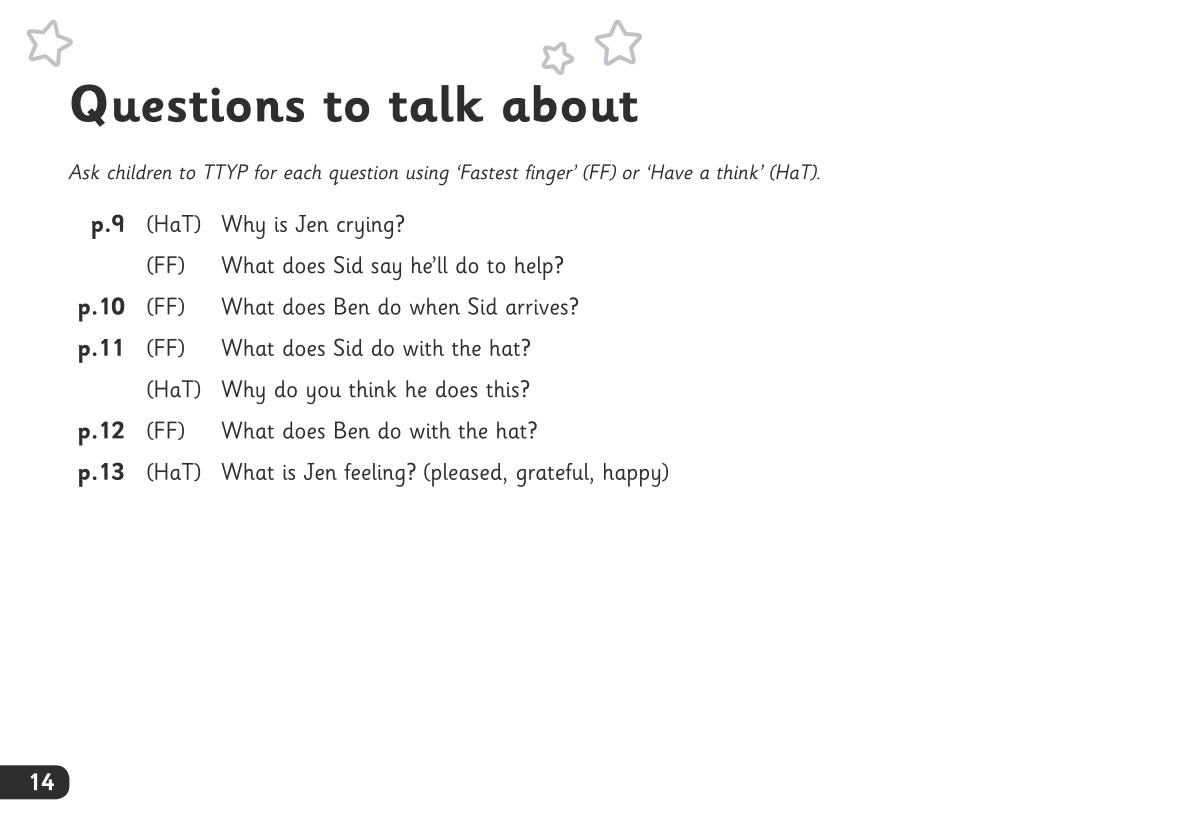 Questions to talk about
Ask children to TTYP for each question using ‘Fastest finger’ (FF) or ‘Have a think’ (HaT).
p.9 (HaT) Why is Jen crying?
(FF) What does Sid say he’ll do to help?
p.10 (FF) What does Ben do when Sid arrives?
p.11 (FF) What does Sid do with the hat?
(HaT) Why do you think he does this?
p.12 (FF) What does Ben do with the hat?
p.13 (HaT) What is Jen feeling? (pleased, grateful, happy)
14